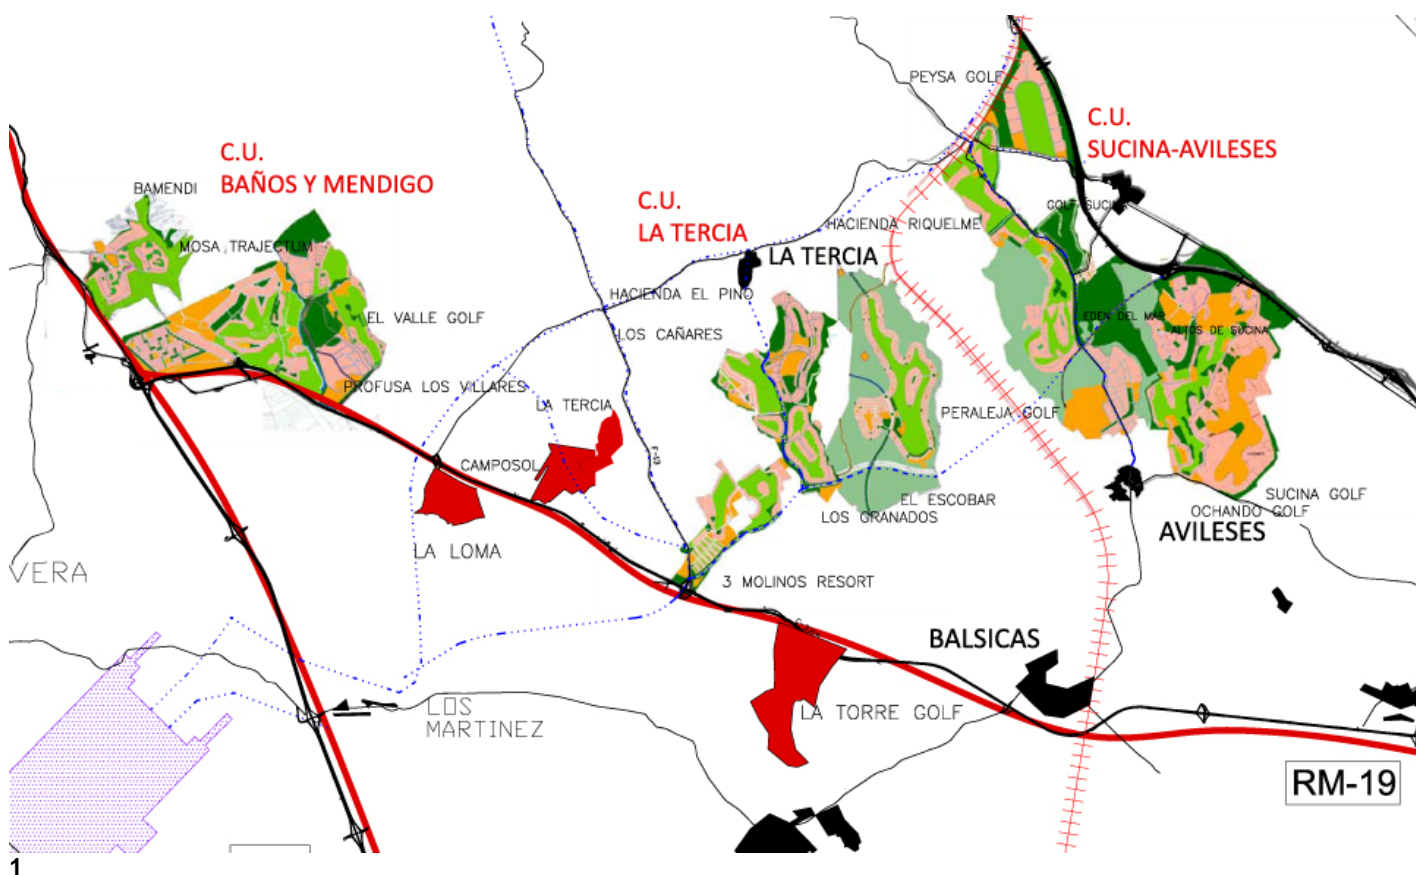 PEYSA GOLF
C.U.
SUCINA-AVILESES
C.U.
BAÑOS Y MENDIGO
BAMENDI
C.U.
LA TERCIA
GOLF SUCINA
HACIENDA RIQUELME
MOSA TRAJECTUM
LA TERCIA
HACIENDA EL PINO
EL VALLE GOLF
EDEN DEL MAR
ALTOS DE SUCINA
LOS CAÑARES
PROFUSA LOS VILLARES
LA TERCIA
PERALEJA GOLF
F-19
CAMPOSOL
SUCINA GOLF
EL ESCOBAR
OCHANDO GOLF
LOS GRANADOS
AVILESES
LA LOMA
VERA
3 MOLINOS RESORT
BALSICAS
LOS
MARTINEZ
LA TORRE GOLF
RM-19
1